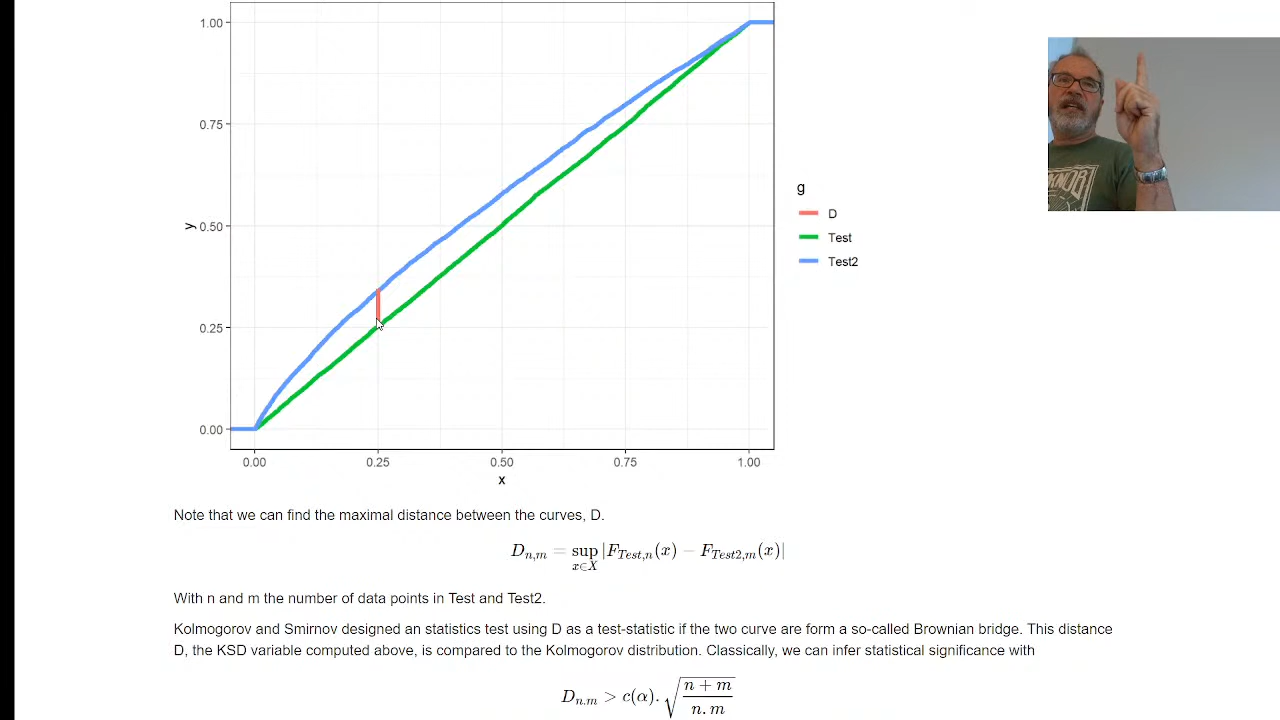 1.00
0.75
y
0.50
0.25
0.00
0.00 0.25 0.50 0.75 1.00
x
g
D
Test
Test2
Note that we can find the maximal distance between the curves, D.
D_{n,m} = sup_{x∈X} |F_{Test,n}(x) − F_{Test2,m}(x)|
With n and m the number of data points in Test and Test2.
Kolmogorov and Smirnov designed an statistics test using D as a test-statistic if the two curve are form a so-called Brownian bridge. This distance
D, the KSD variable computed above, is compared to the Kolmogorov distribution. Classically, we can infer statistical significance with
D_{n.m} > c(α). √((n + m)/(n. m))